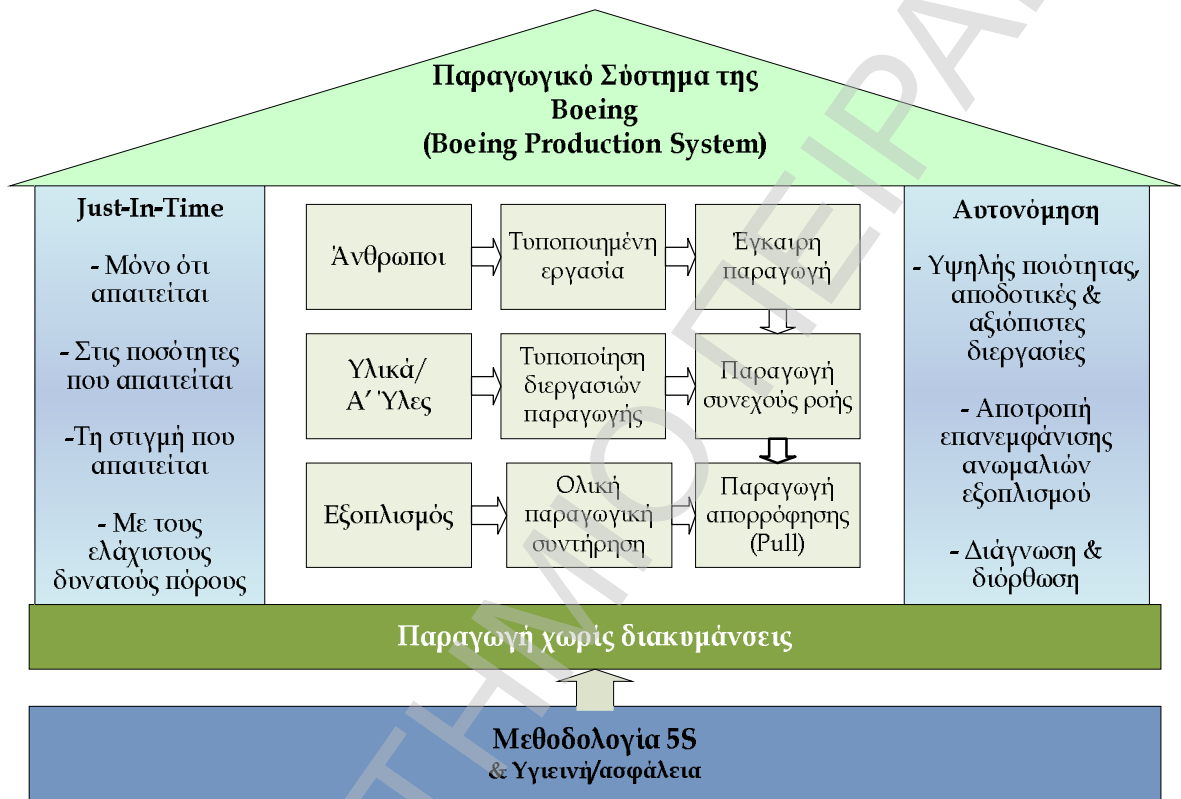 Παραγωγικό Σύστημα της
Boeing
(Boeing Production System)
Just-In-Time
- Μόνο ότι
απαιτείται
- Στις ποσότητες
που απαιτείται
-Τη στιγμή που
απαιτείται
- Με τους
ελάχιστους
δυνατούς πόρους
Άνθρωποι
Τυποποιημένη
εργασία
Έγκαιρη
παραγωγή
Υλικά/
Α΄ Ύλες
Τυποποίηση
διεργασιών
παραγωγής
Παραγωγή
συνεχούς ροής
Εξοπλισμός
Ολική
παραγωγική
συντήρηση
Παραγωγή
απορρόφησης
(Pull)
Αυτονόμηση
- Υψηλής ποιότητας,
αποδοτικές &
αξιόπιστες
διεργασίες
- Αποτροπή
επανεμφάνισης
ανωμαλιών
εξοπλισμού
- Διάγνωση &
διόρθωση
Παραγωγή χωρίς διακυμάνσεις
Μεθοδολογία 5S
& Υγιεινή/ασφάλεια